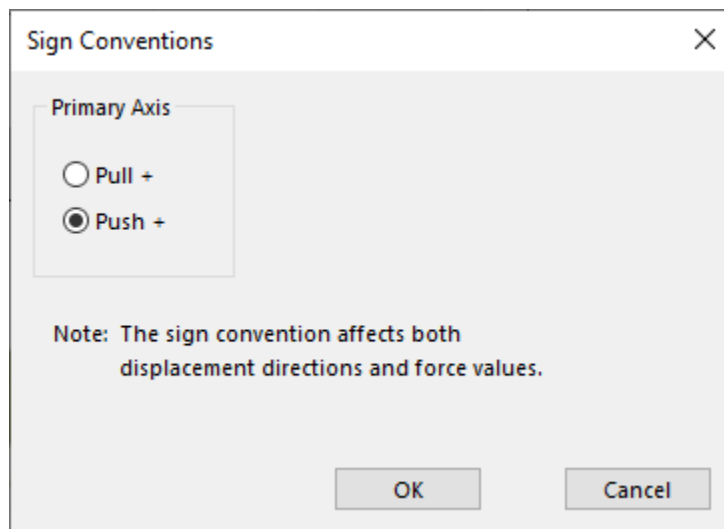 Sign Conventions
Primary Axis
Pull +
Push +
Note: The sign convention affects both
displacement directions and force values.
OK
Cancel